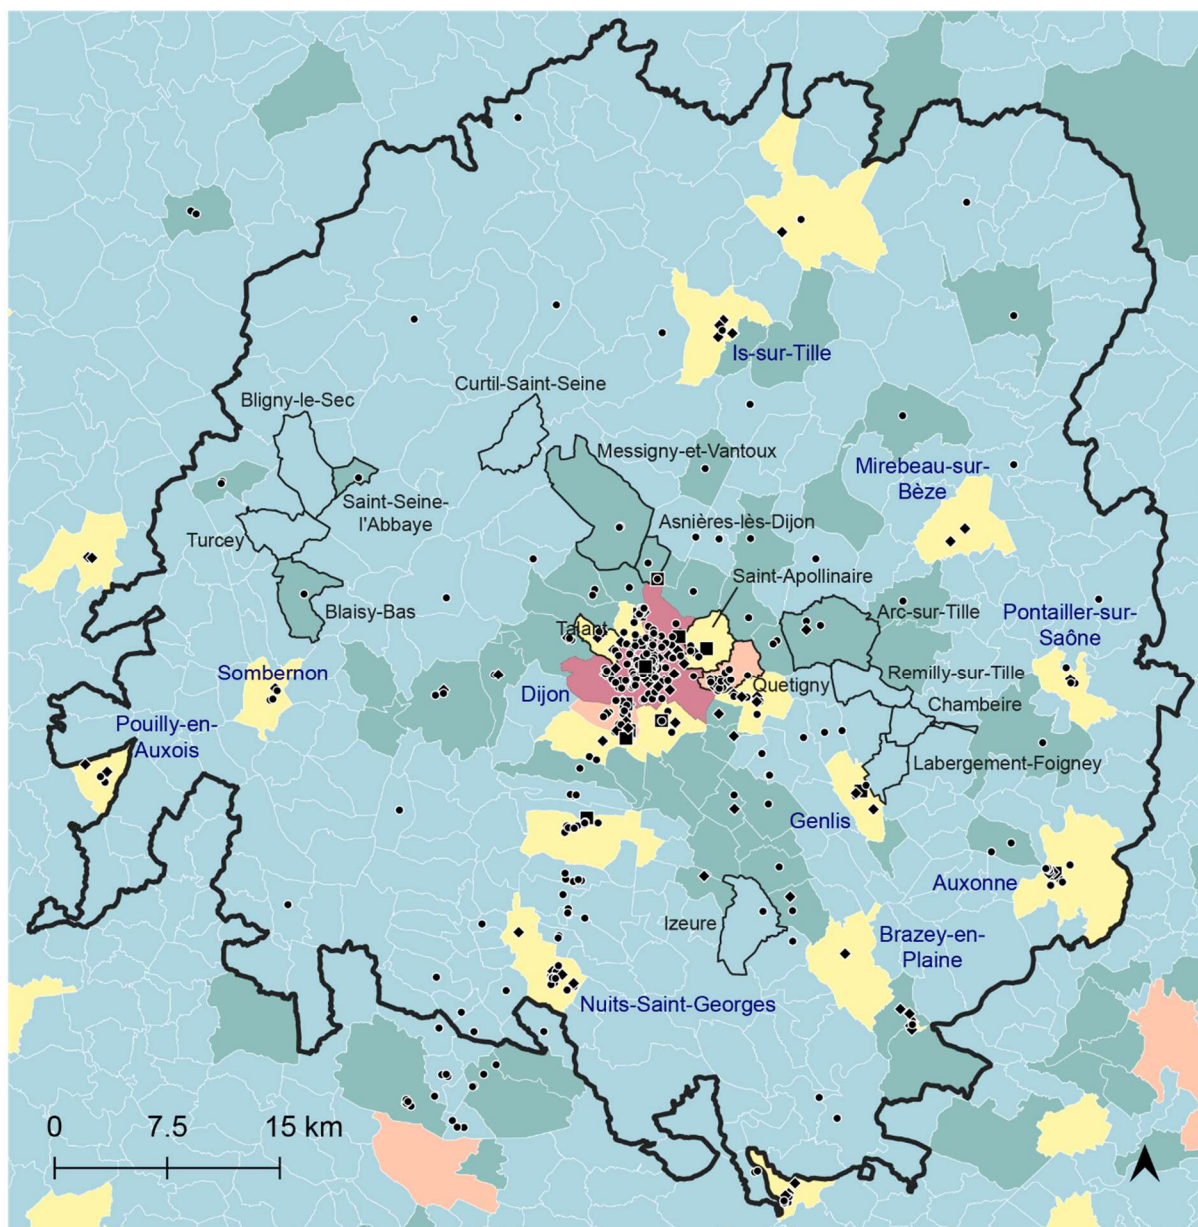 Is-sur-Tille
Curtil-Saint-Seine
Bligny-le-Sec
Messigny-et-Vantoux
Mirebeau-sur-
Bèze
Saint-Seine-
l'Abbaye
Asnières-lès-Dijon
Turcey
Saint-Apollinaire
Blaisy-Bas
Arc-sur-Tille
Pontailler-sur-
Saône
Talant
Sombernon
Remilly-sur-Tille
Dijon
Quetigny
Chambeire
Pouilly-en-
Auxois
Labergement-Foigney
Genlis
Auxonne
Izeure
Brazey-en-
Plaine
Nuits-Saint-Georges
0 7.5 15 km